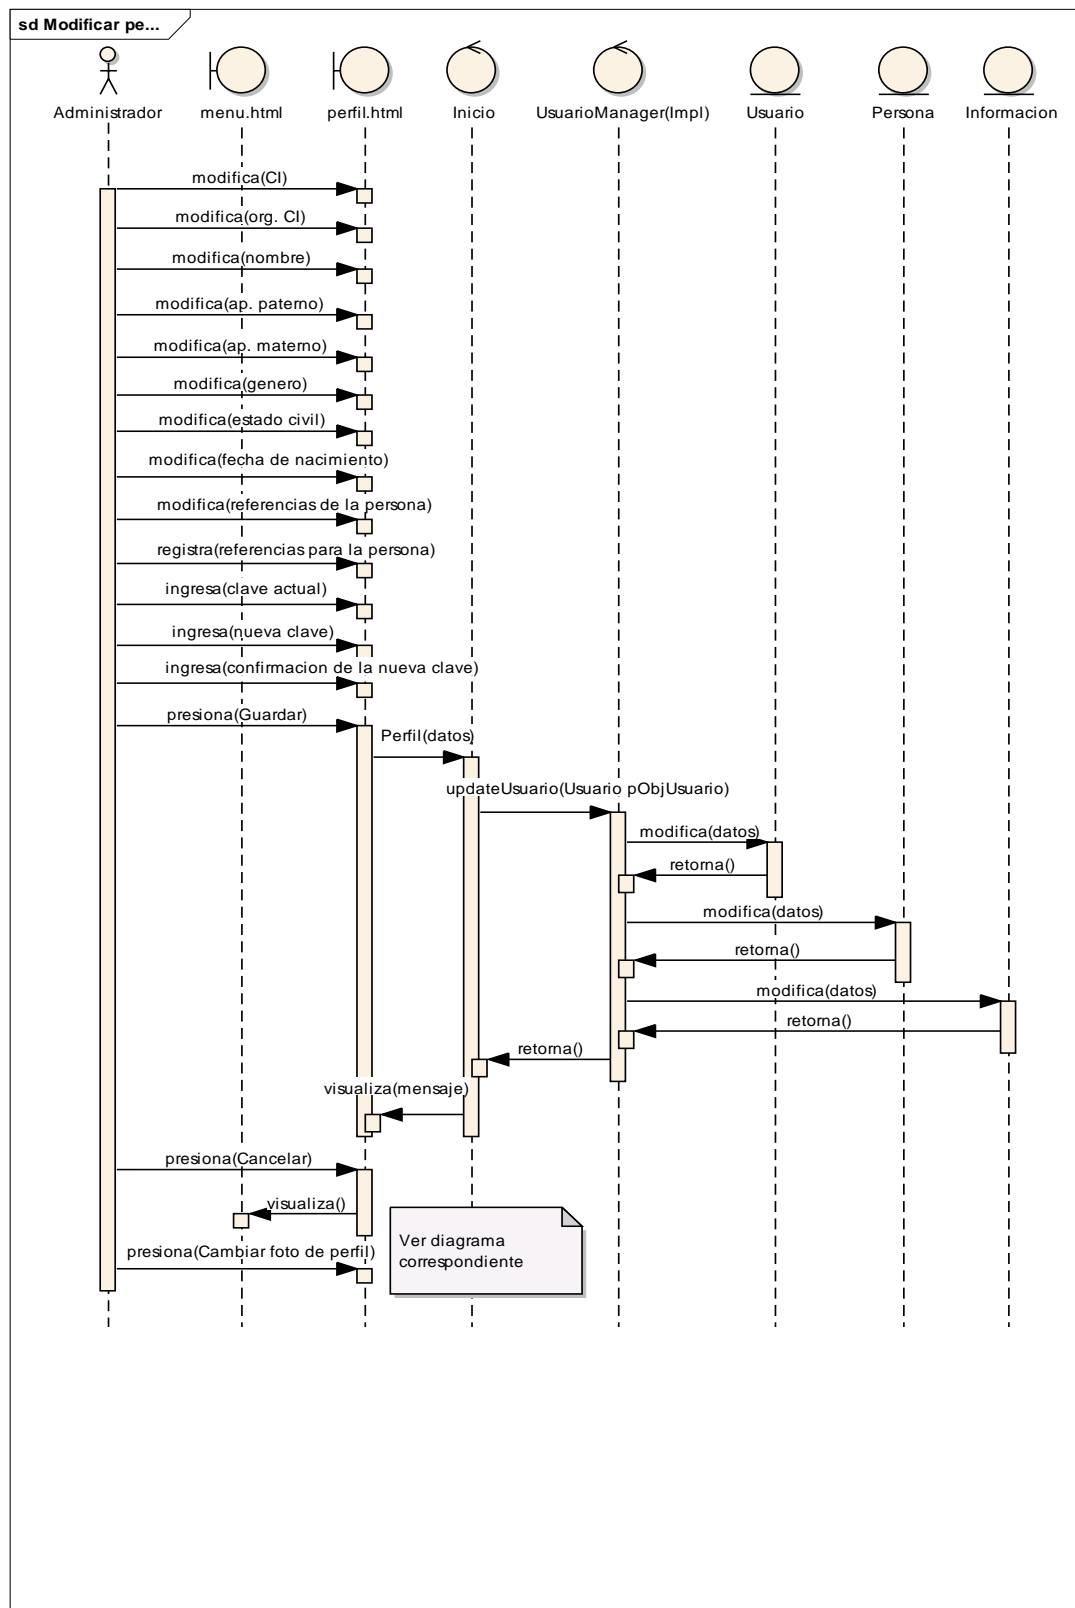 sd Modificar pe...
Administrador
menu.html
perfil.html
Inicio
UsuarioManager(Impl)
Usuario
Persona
Informacion
modifica(CI)
modifica(org. CI)
modifica(nombre)
modifica(ap. paterno)
modifica(ap. materno)
modifica(genero)
modifica(estado civil)
modifica(fecha de nacimiento)
modifica(referencias de la persona)
registra(referencias para la persona)
ingresa(clave actual)
ingresa(nueva clave)
ingresa(confirmacion de la nueva clave)
presiona(Guardar)
Perfil(datos)
updateUsuario(Usuario pObjUsuario)
modifica(datos)
retorna()
modifica(datos)
retorna()
modifica(datos)
retorna()
retorna()
visualiza(mensaje)
presiona(Cancelar)
visualiza()
presiona(Cambiar foto de perfil)
Ver diagrama
correspondiente